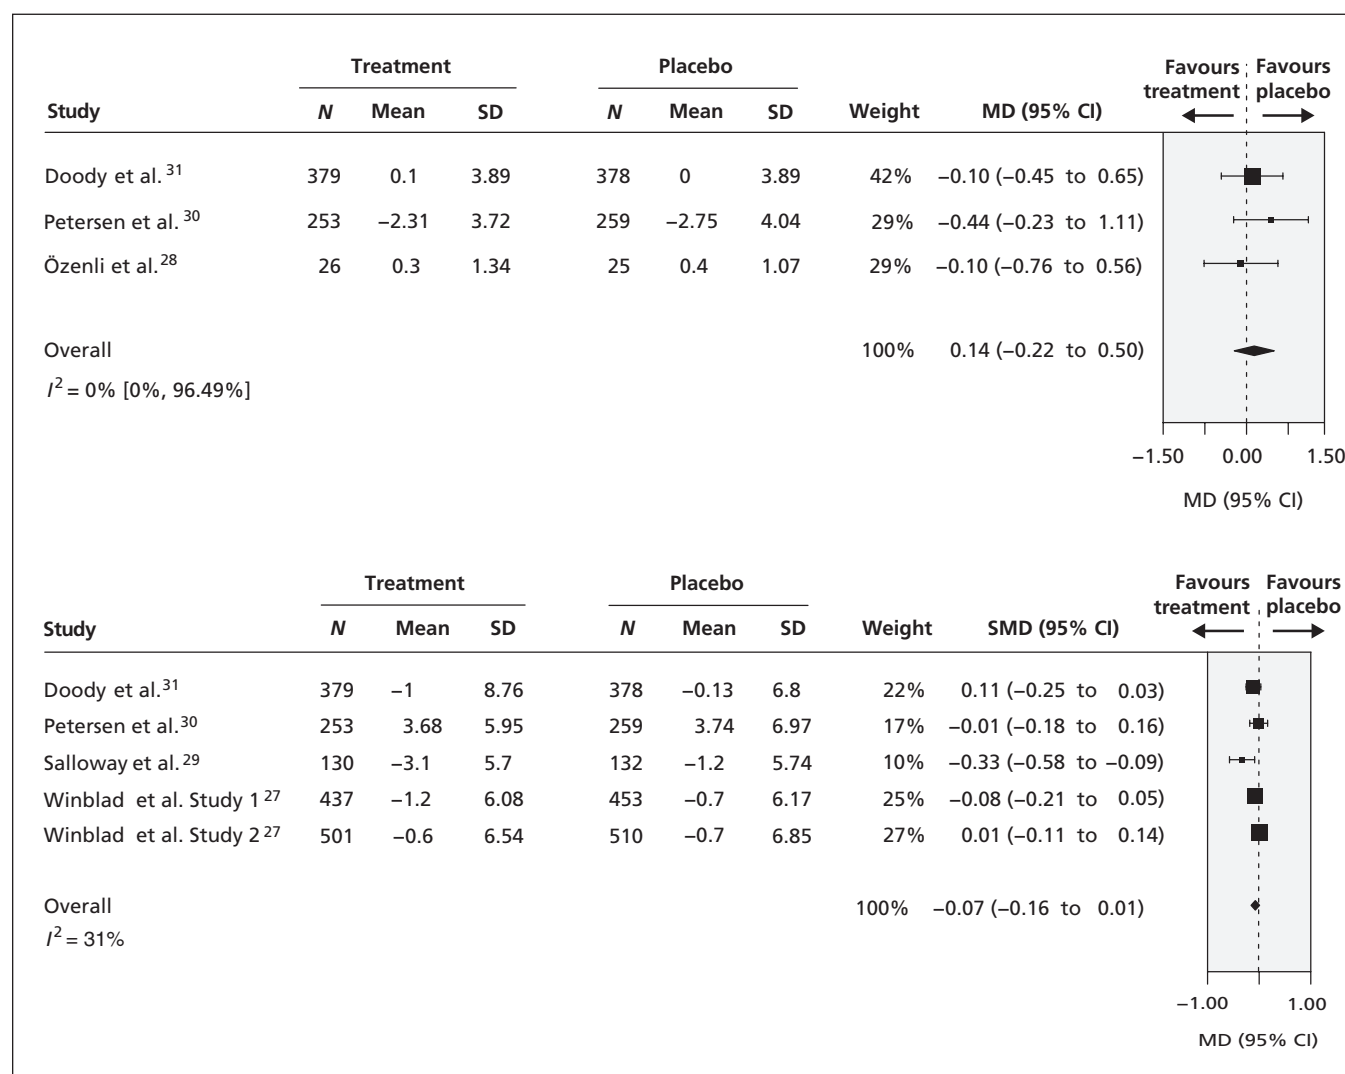 Treatment Placebo Favours Favours
treatment placebo
Study N Mean SD N Mean SD Weight MD (95% CI)
Doody et al. 31 379 0.1 3.89 378 0 3.89 42% −0.10 (−0.45 to 0.65)
Petersen et al. 30 253 −2.31 3.72 259 −2.75 4.04 29% −0.44 (−0.23 to 1.11)
Özenli et al. 28 26 0.3 1.34 25 0.4 1.07 29% −0.10 (−0.76 to 0.56)
Overall 100% 0.14 (−0.22 to 0.50)
I2 = 0% [0%, 96.49%]
−1.50 0.00 1.50
MD (95% CI)
Treatment Placebo Favours Favours
treatment placebo
Study N Mean SD N Mean SD Weight SMD (95% CI)
Doody et al. 31 379 −1 8.76 378 −0.13 6.8 22% 0.11 (−0.25 to 0.03)
Petersen et al. 30 253 3.68 5.95 259 3.74 6.97 17% −0.01 (−0.18 to 0.16)
Salloway et al. 29 130 −3.1 5.7 132 −1.2 5.74 10% −0.33 (−0.58 to −0.09)
Winblad et al. Study 1 27 437 −1.2 6.08 453 −0.7 6.17 25% −0.08 (−0.21 to 0.05)
Winblad et al. Study 2 27 501 −0.6 6.54 510 −0.7 6.85 27% 0.01 (−0.11 to 0.14)
Overall 100% −0.07 (−0.16 to 0.01)
I2 = 31%
−1.00 1.00
MD (95% CI)